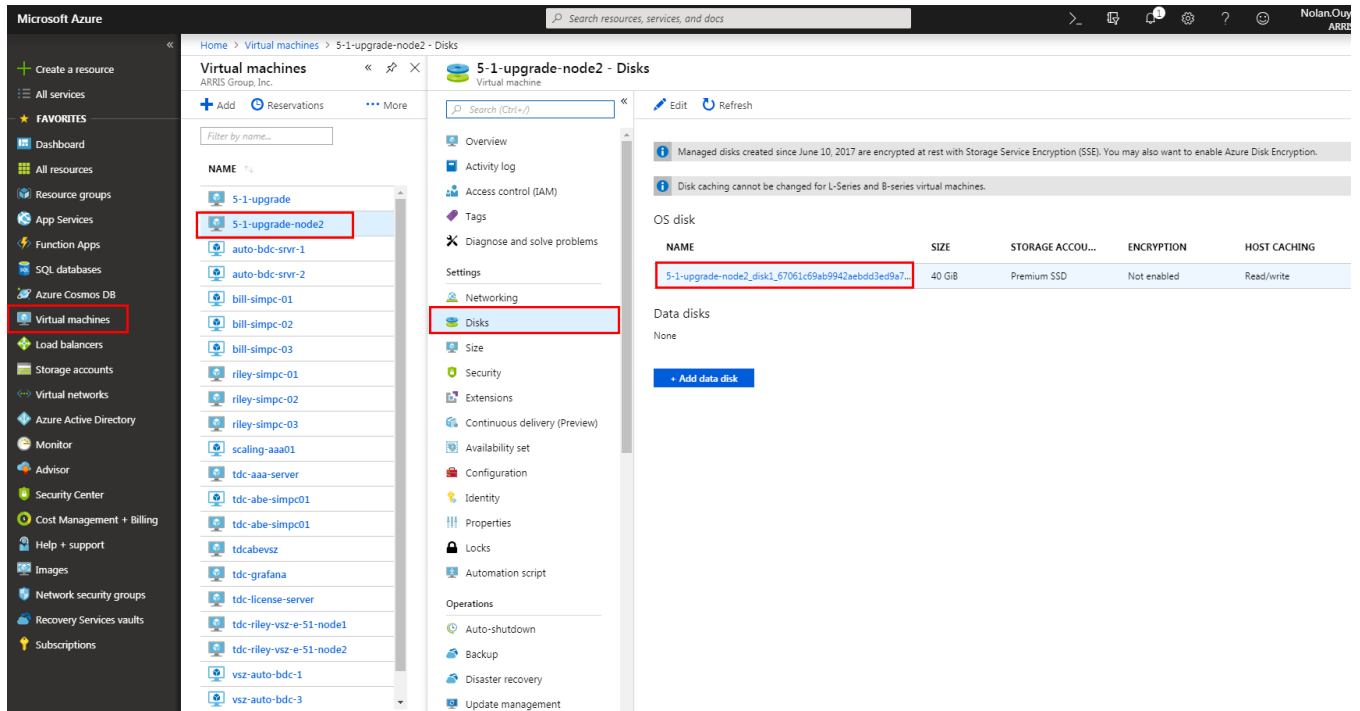 Microsoft Azure
Search resources, services, and docs
1
Nolan.Ouy
ARRIS
Create a resource
All services
FAVORITES
Dashboard
All resources
Resource groups
App Services
Function Apps
SQL databases
Azure Cosmos DB
Virtual machines
Load balancers
Storage accounts
Virtual networks
Azure Active Directory
Monitor
Advisor
Security Center
Cost Management + Billing
Help + support
Images
Network security groups
Recovery Services vaults
Subscriptions
Home > Virtual machines > 5-1-upgrade-node2 - Disks
Virtual machines
ARRIS Group, Inc.
Add Reservations More
Filter by name...
NAME
5-1-upgrade
5-1-upgrade-node2
auto-bdc-srvr-1
auto-bdc-srvr-2
bill-simpc-01
bill-simpc-02
bill-simpc-03
riley-simpc-01
riley-simpc-02
riley-simpc-03
scaling-aaa01
tdc-aaa-server
tdc-abe-simpc01
tdc-abe-simpc01
tdcabevsz
tdc-grafana
tdc-license-server
tdc-riley-vsz-e-51-node1
tdc-riley-vsz-e-51-node2
vsz-auto-bdc-1
vsz-auto-bdc-3
5-1-upgrade-node2 - Disks
Virtual machine
Search (Ctrl+/)
Overview
Activity log
Access control (IAM)
Tags
Diagnose and solve problems
Settings
Networking
Disks
Size
Security
Extensions
Continuous delivery (Preview)
Availability set
Configuration
Identity
Properties
Locks
Automation script
Operations
Auto-shutdown
Backup
Disaster recovery
Update management
Edit Refresh
Managed disks created since June 10, 2017 are encrypted at rest with Storage Service Encryption (SSE). You may also want to enable Azure Disk Encryption.
Disk caching cannot be changed for L-Series and B-series virtual machines.
OS disk
NAME SIZE STORAGE ACCOU... ENCRYPTION HOST CACHING
5-1-upgrade-node2_disk1_67061c69ab9942aebdd3ed9a7... 40 GiB Premium SSD Not enabled Read/write
Data disks
None
+ Add data disk